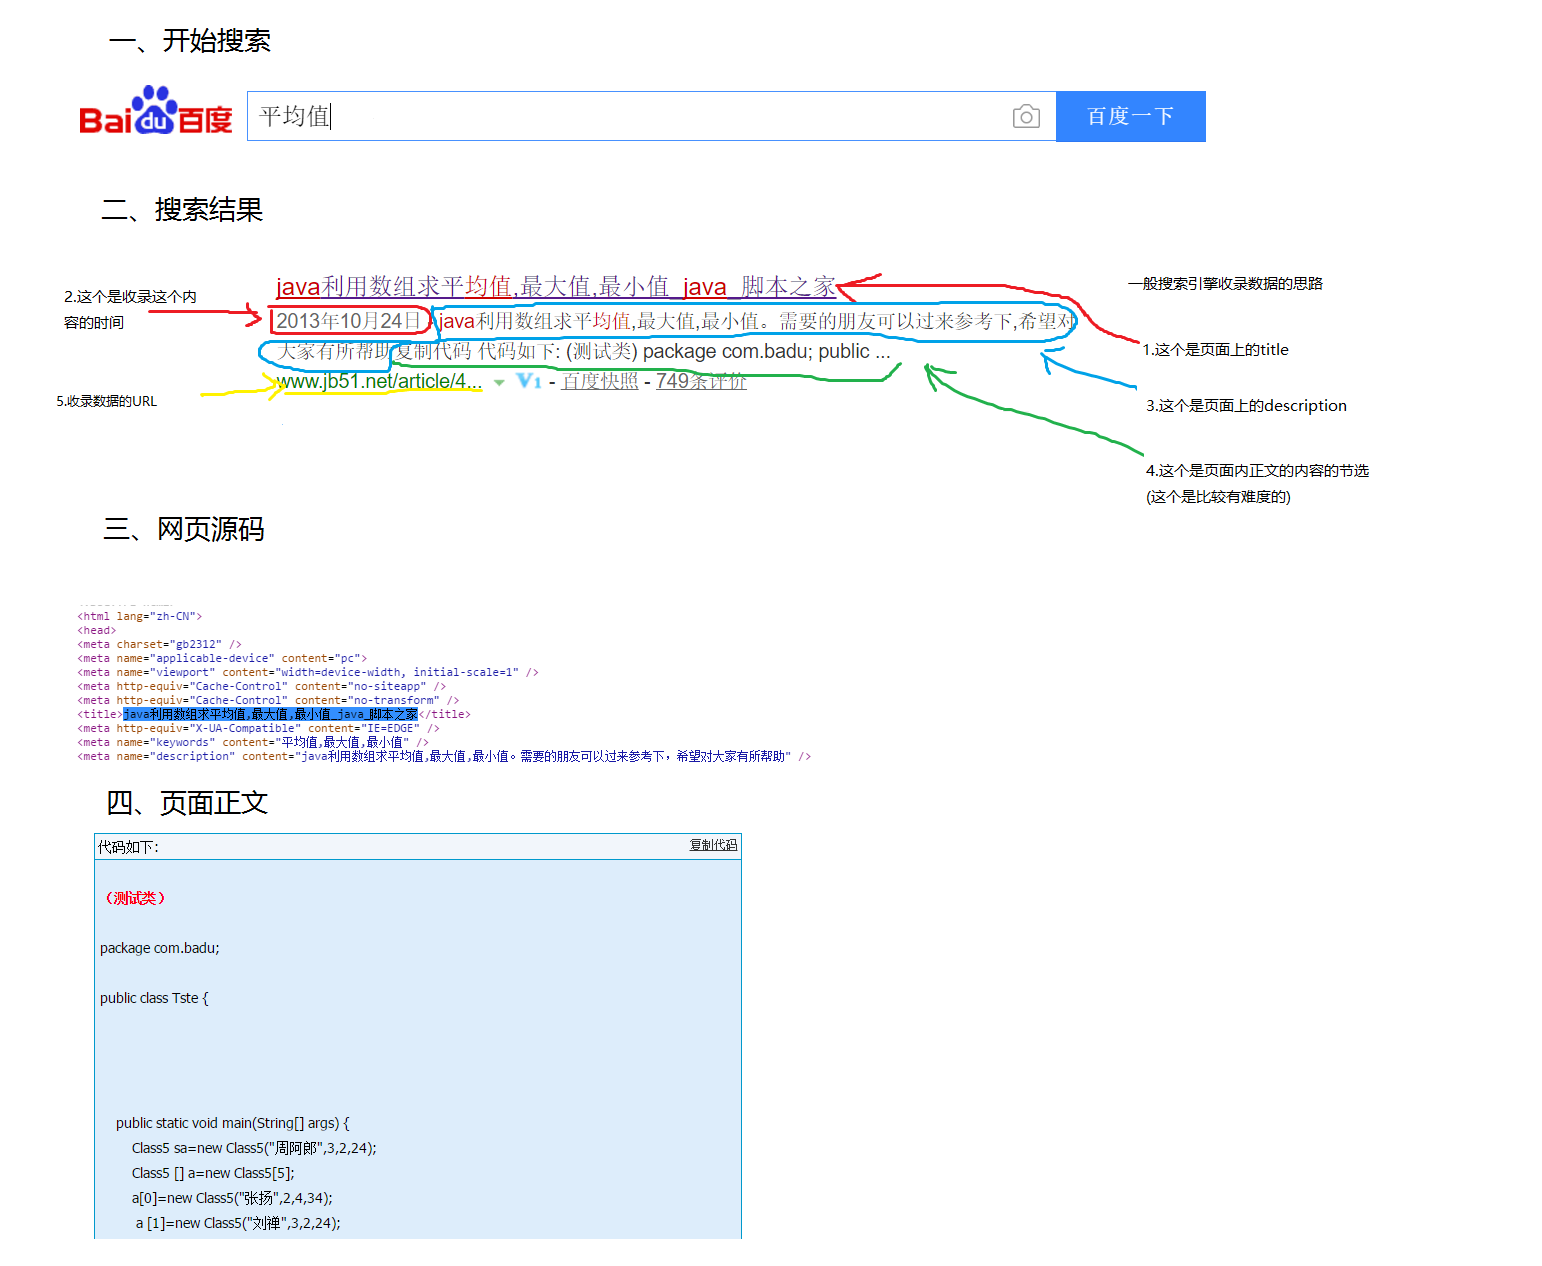 一、开始搜索
Bai du 百度 平均值 百度一下
二、搜索结果
一般搜索引擎收录数据的思路
java利用数组求平均值,最大值,最小值_java_脚本之家
2.这个是收录这个内
容的时间
2013年10月24日 - java利用数组求平均值,最大值,最小值。需要的朋友可以过来参考下,希望对
大家有所帮助复制代码 代码如下: (测试类) package com.badu; public ...
1.这个是页面上的title
www.jb51.net/article/4... V1 - 百度快照 - 749条评价
5.收录数据的URL
3.这个是页面上的description
4.这个是页面内正文的内容的节选
(这个是比较有难度的)
三、网页源码
<html lang="zh-CN">
<head>
<meta charset="gb2312" />
<meta name="applicable-device" content="pc">
<meta name="viewport" content="width=device-width, initial-scale=1" />
<meta http-equiv="Cache-Control" content="no-siteapp" />
<meta http-equiv="Cache-Control" content="no-transform" />
<title>java利用数组求平均值,最大值,最小值_java_脚本之家</title>
<meta http-equiv="X-UA-Compatible" content="IE=EDGE" />
<meta name="keywords" content="平均值,最大值,最小值" />
<meta name="description" content="java利用数组求平均值,最大值,最小值。需要的朋友可以过来参考下，希望对大家有所帮助" />
四、页面正文
代码如下: 复制代码
（测试类）
package com.badu;
public class Tste {
public static void main(String[] args) {
Class5 sa=new Class5("周阿郎",3,2,24);
Class5 [] a=new Class5[5];
a[0]=new Class5("张扬",2,4,34);
a [1]=new Class5("刘禅",3,2,24);